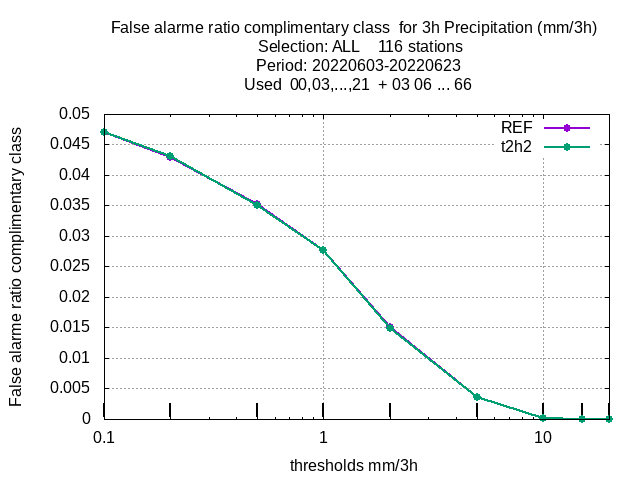 False alarme ratio complimentary class  for 3h Precipitation (mm/3h)
Selection: ALL    116 stations
Period: 20220603-20220623
Used  00,03,...,21  + 03 06 ... 66
REF
t2h2
False alarme ratio complimentary class
0.05
0.045
0.04
0.035
0.03
0.025
0.02
0.015
0.01
0.005
0
0.1
1
10
thresholds mm/3h